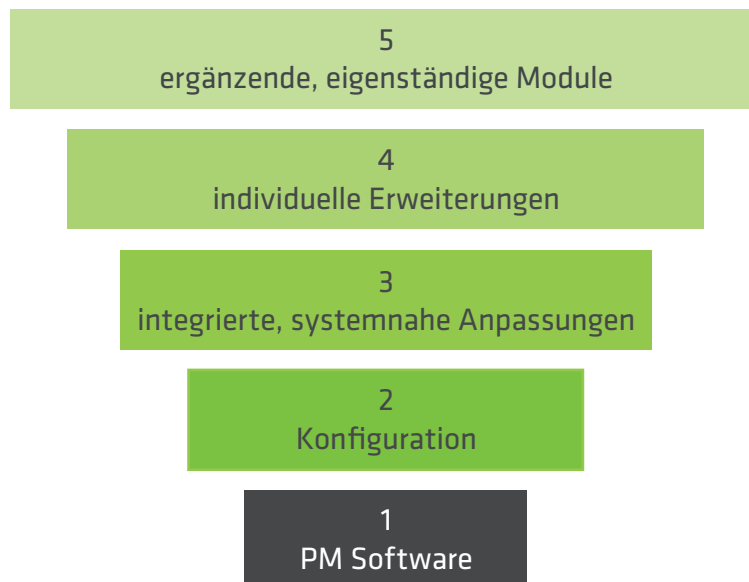 5
ergänzende, eigenständige Module
4
individuelle Erweiterungen
3
integrierte, systemnahe Anpassungen
2
Konfiguration
1
PM Software